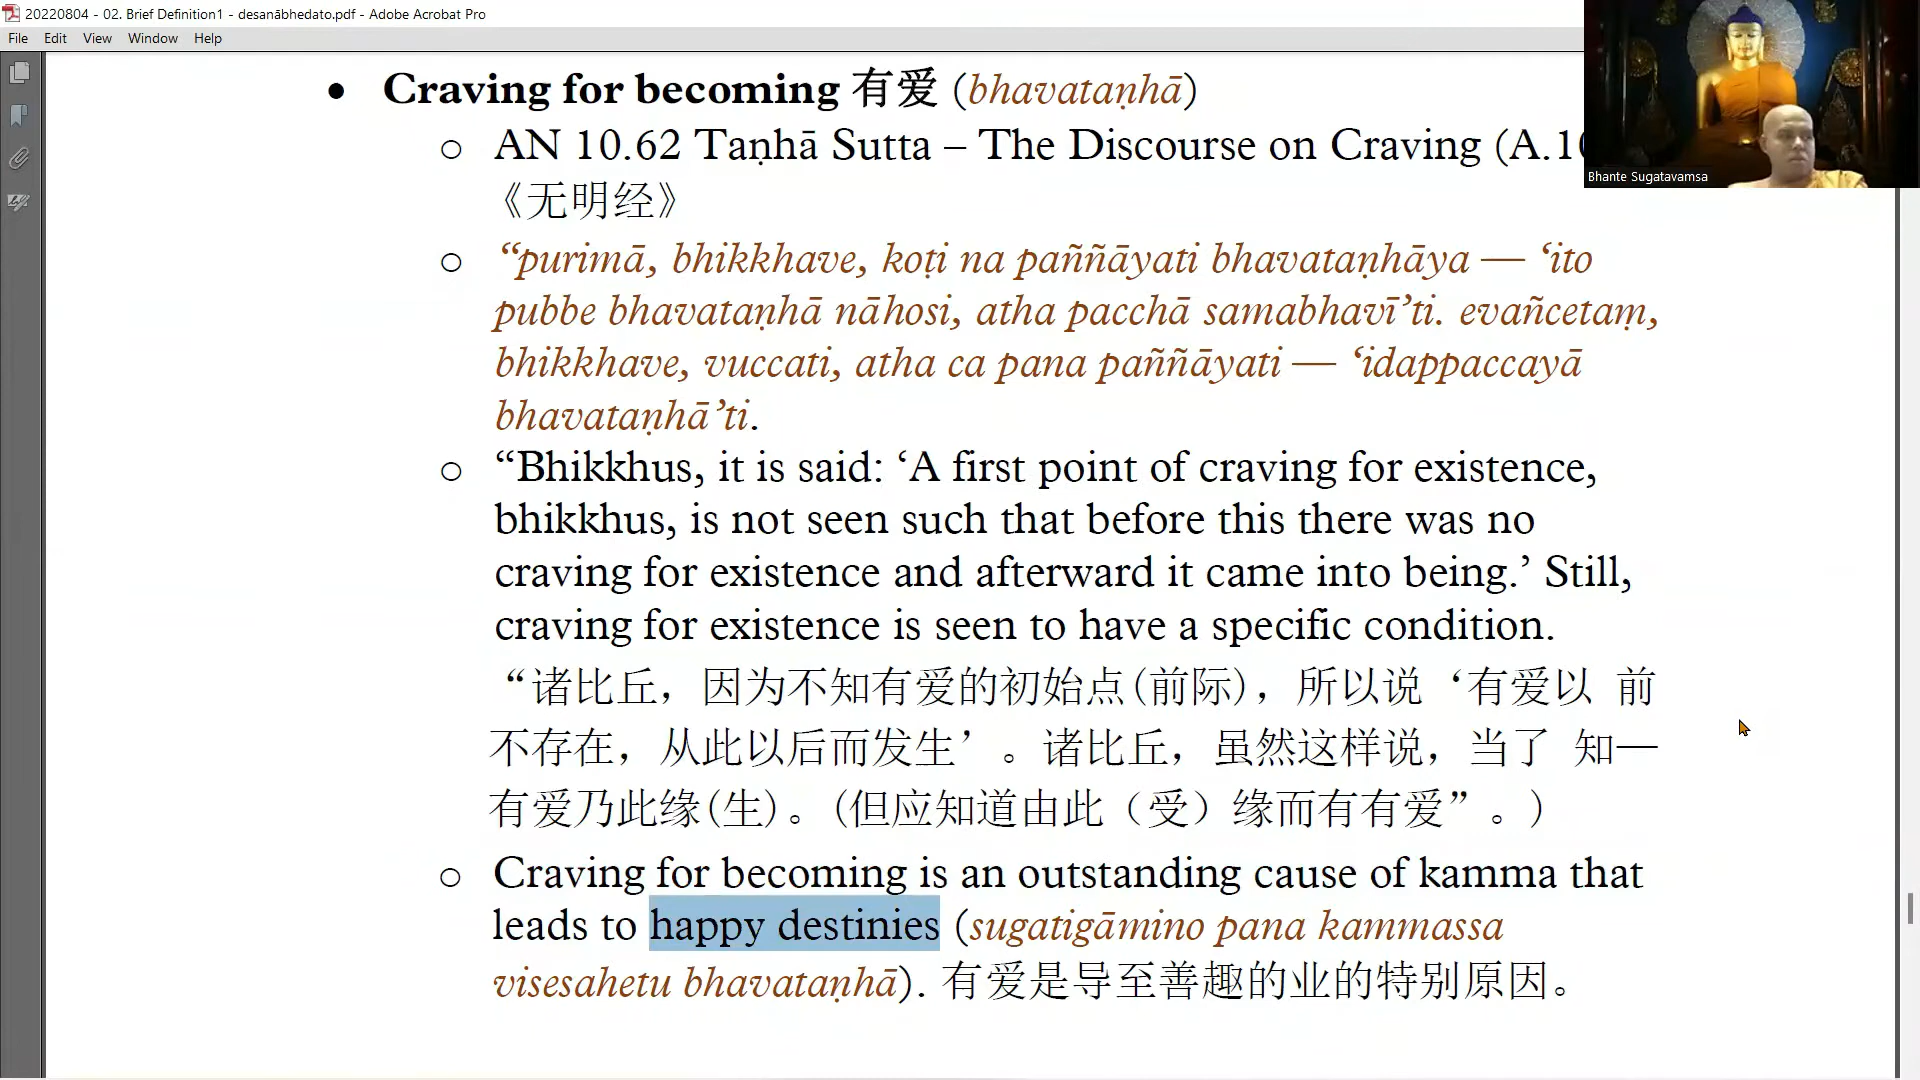 20220804 - 02. Brief Definition1 - desanābhedato.pdf - Adobe Acrobat Pro
File Edit View Window Help
Bhante Sugatavamsa
• Craving for becoming 有爱 (bhavataṇhā)
○ AN 10.62 Taṇhā Sutta – The Discourse on Craving (A.10
《无明经》
○ “purimā, bhikkhave, koṭi na paññāyati bhavataṇhāya — ‘ito
pubbe bhavataṇhā nāhosi, atha pacchā samabhavī’ti. evañcetaṃ,
bhikkhave, vuccati, atha ca pana paññāyati — ‘idappaccayā
bhavataṇhā’ti.
○ “Bhikkhus, it is said: ‘A first point of craving for existence,
bhikkhus, is not seen such that before this there was no
craving for existence and afterward it came into being.’ Still,
craving for existence is seen to have a specific condition.
“诸比丘，因为不知有爱的初始点(前际)，所以说‘有爱以 前
不存在，从此以后而发生’。诸比丘，虽然这样说，当了 知—
有爱乃此缘(生)。(但应知道由此（受）缘而有有爱”。)
○ Craving for becoming is an outstanding cause of kamma that
leads to happy destinies (sugatigāmino pana kammassa
visesahetu bhavataṇhā). 有爱是导至善趣的业的特别原因。